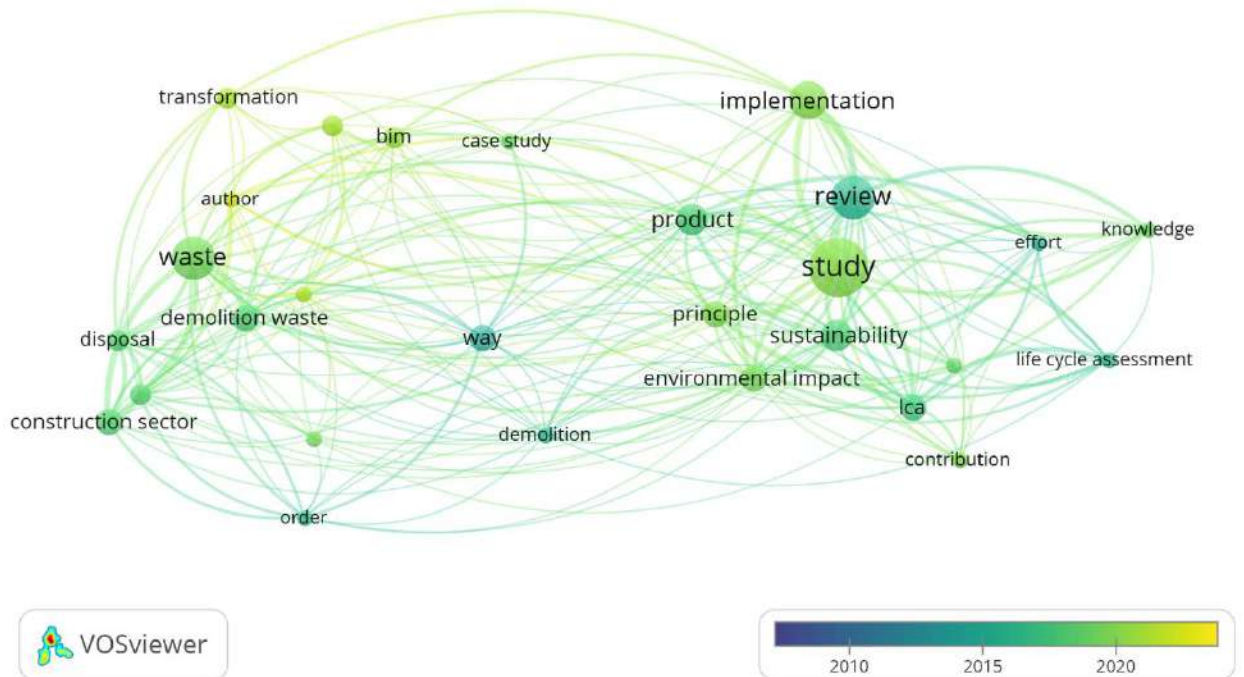 transformation
implementation
bim
case study
author
review
product
knowledge
effort
waste
study
principle
demolition waste
sustainability
way
disposal
life cycle assessment
environmental impact
lca
construction sector
demolition
contribution
order
VOSviewer
2010
2015
2020